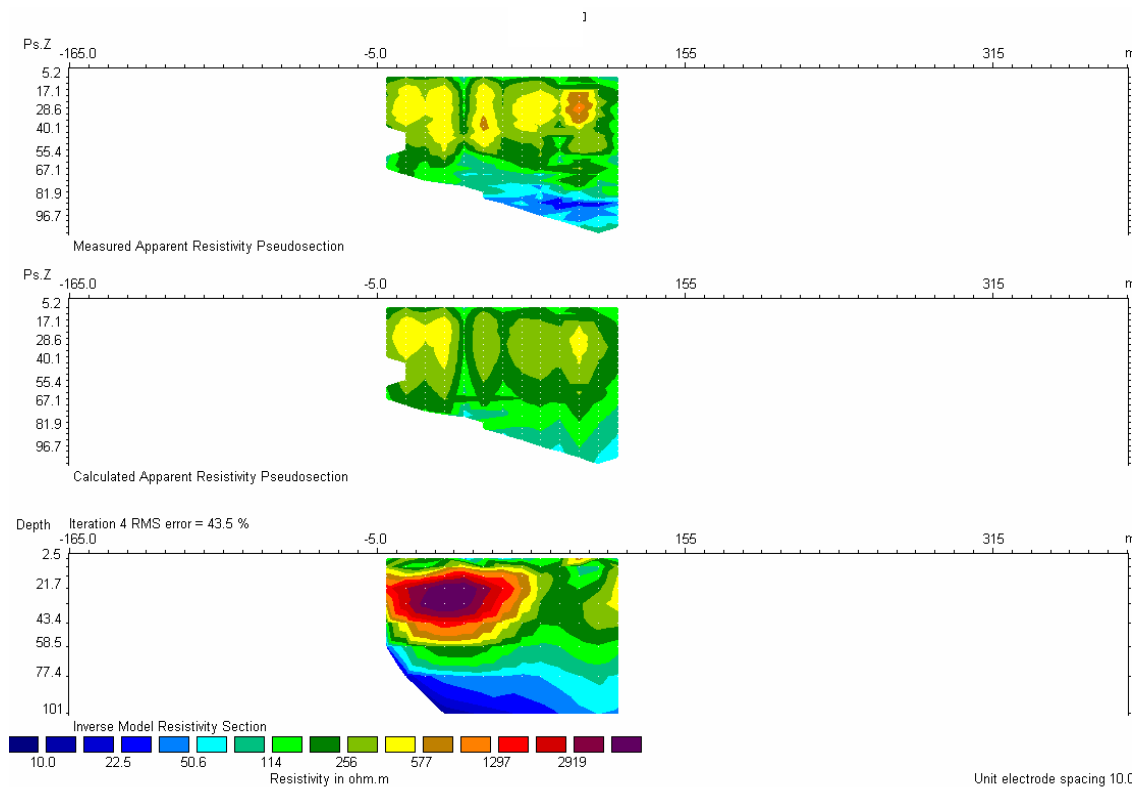 ]
Ps.Z -165.0 -5.0 155 315 m
5.2
17.1
28.6
40.1
55.4
67.1
81.9
96.7
Measured Apparent Resistivity Pseudosection
Ps.Z -165.0 -5.0 155 315 m
5.2
17.1
28.6
40.1
55.4
67.1
81.9
96.7
Calculated Apparent Resistivity Pseudosection
Depth Iteration 4 RMS error = 43.5 %
-165.0 -5.0 155 315 m
2.5
21.7
43.4
58.5
77.4
101
Inverse Model Resistivity Section
10.0 22.5 50.6 114 256 577 1297 2919
Resistivity in ohm.m Unit electrode spacing 10.0